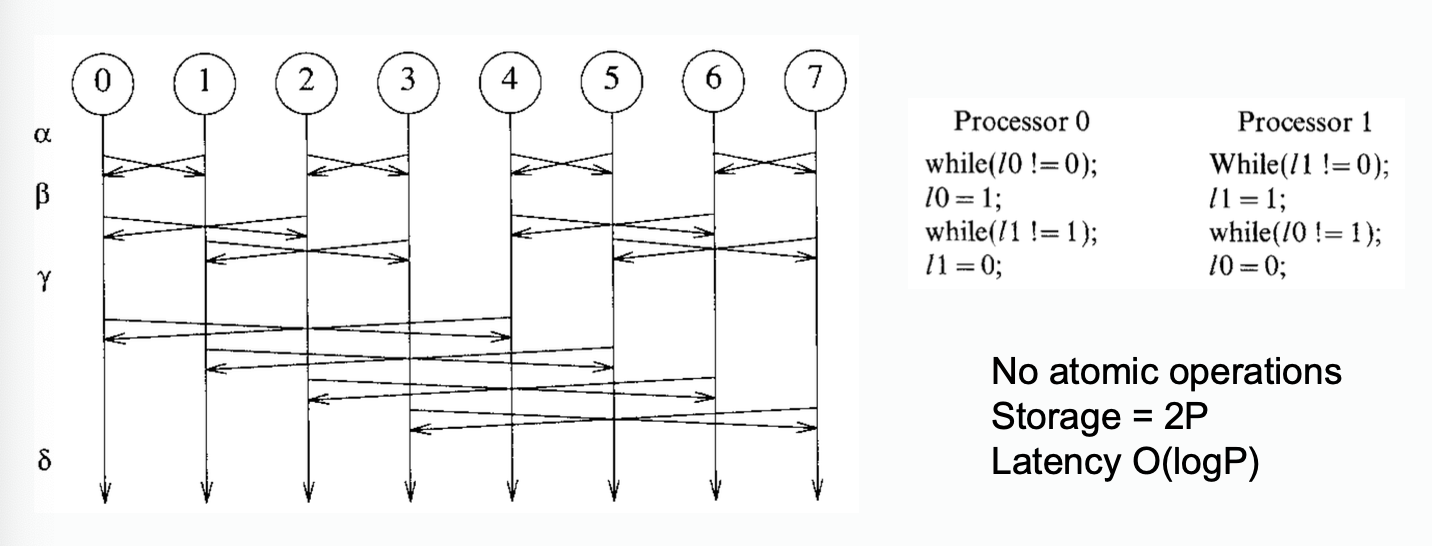 0 1 2 3 4 5 6 7
α
β
γ
δ
Processor 0
while(l0 != 0);
l0 = 1;
while(l1 != 1);
l1 = 0;
Processor 1
While(l1 != 0);
l1 = 1;
while(l0 != 1);
l0 = 0;
No atomic operations
Storage = 2P
Latency O(logP)